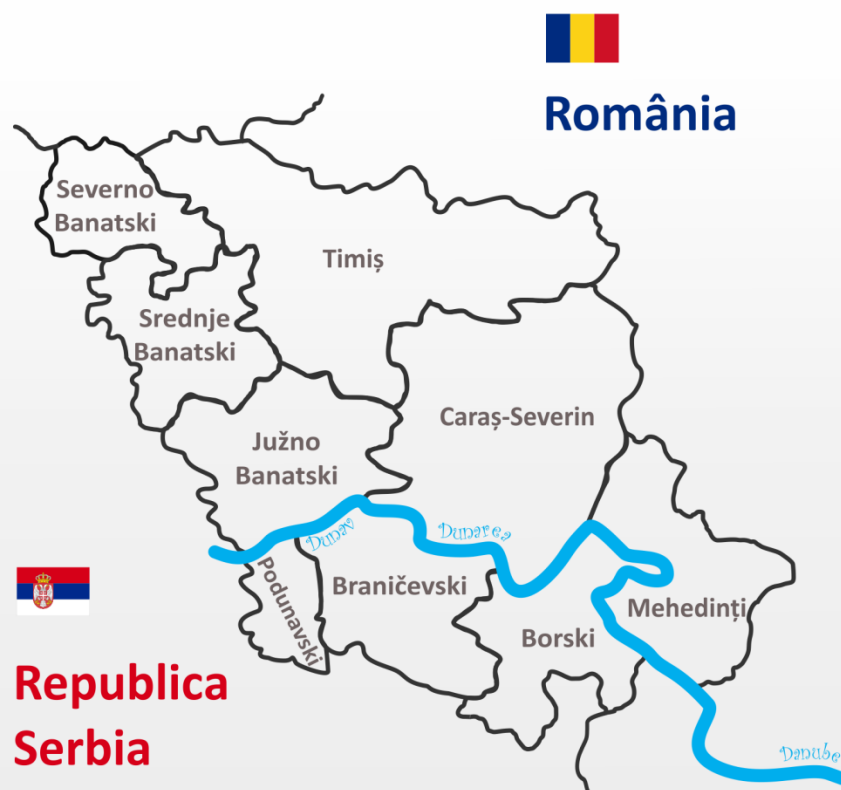 România
Severno
Banatski
Timiș
Srednje
Banatski
Caraș-Severin
Južno
Banatski
Dunav
Dunarea
Podunavski
Braničevski
Mehedinți
Borski
Republica
Serbia
Danube